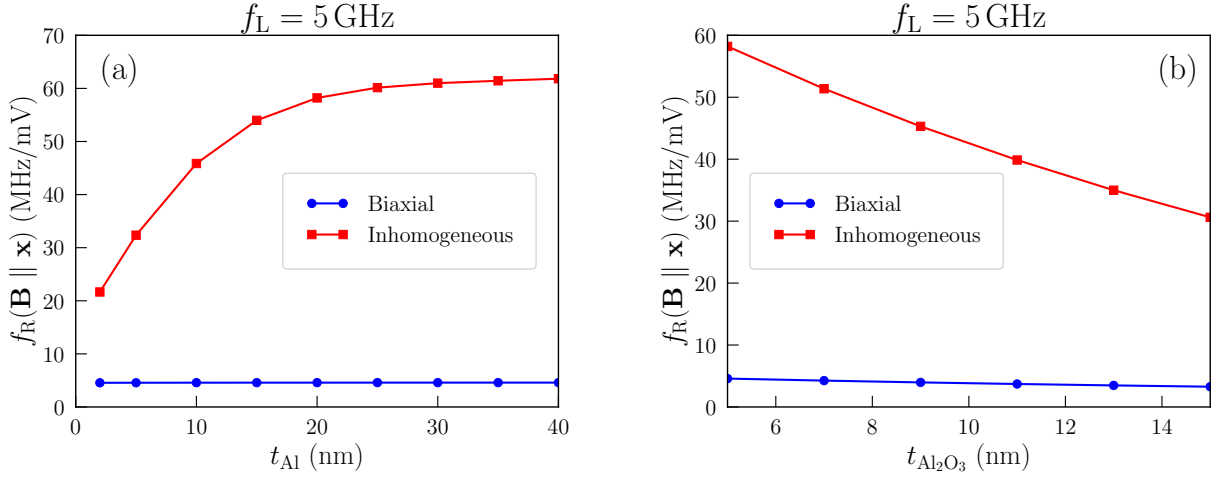 f_L = 5 GHz
(a)
f_R(B ∥ x) (MHz/mV)
70
60
50
40
30
20
10
0
Biaxial
Inhomogeneous
0 10 20 30 40
t_Al (nm)
f_L = 5 GHz
(b)
f_R(B ∥ x) (MHz/mV)
60
50
40
30
20
10
0
Biaxial
Inhomogeneous
6 8 10 12 14
t_Al₂O₃ (nm)